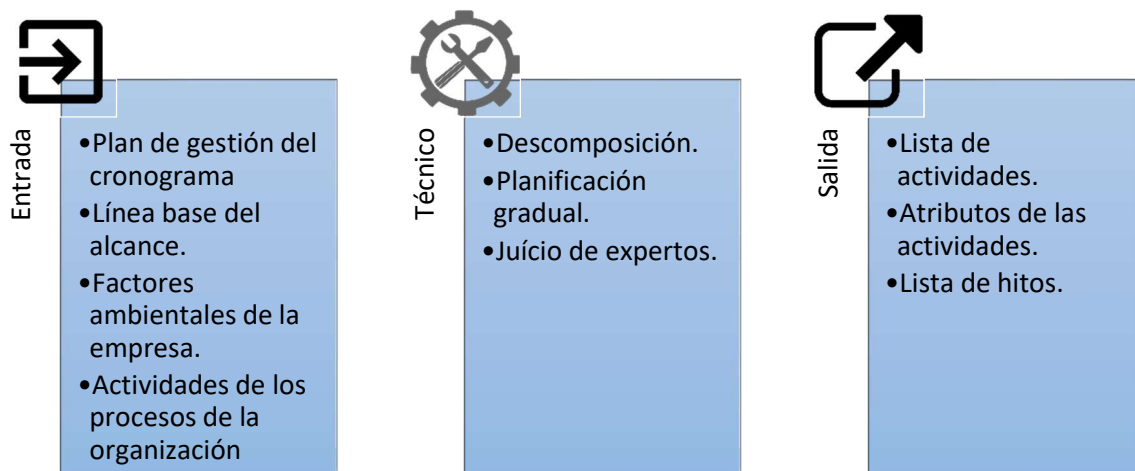 Entrada
•Plan de gestión del
cronograma
•Línea base del
alcance.
•Factores
ambientales de la
empresa.
•Actividades de los
procesos de la
organización
Técnico
•Descomposición.
•Planificación
gradual.
•Juício de expertos.
Salida
•Lista de
actividades.
•Atributos de las
actividades.
•Lista de hitos.